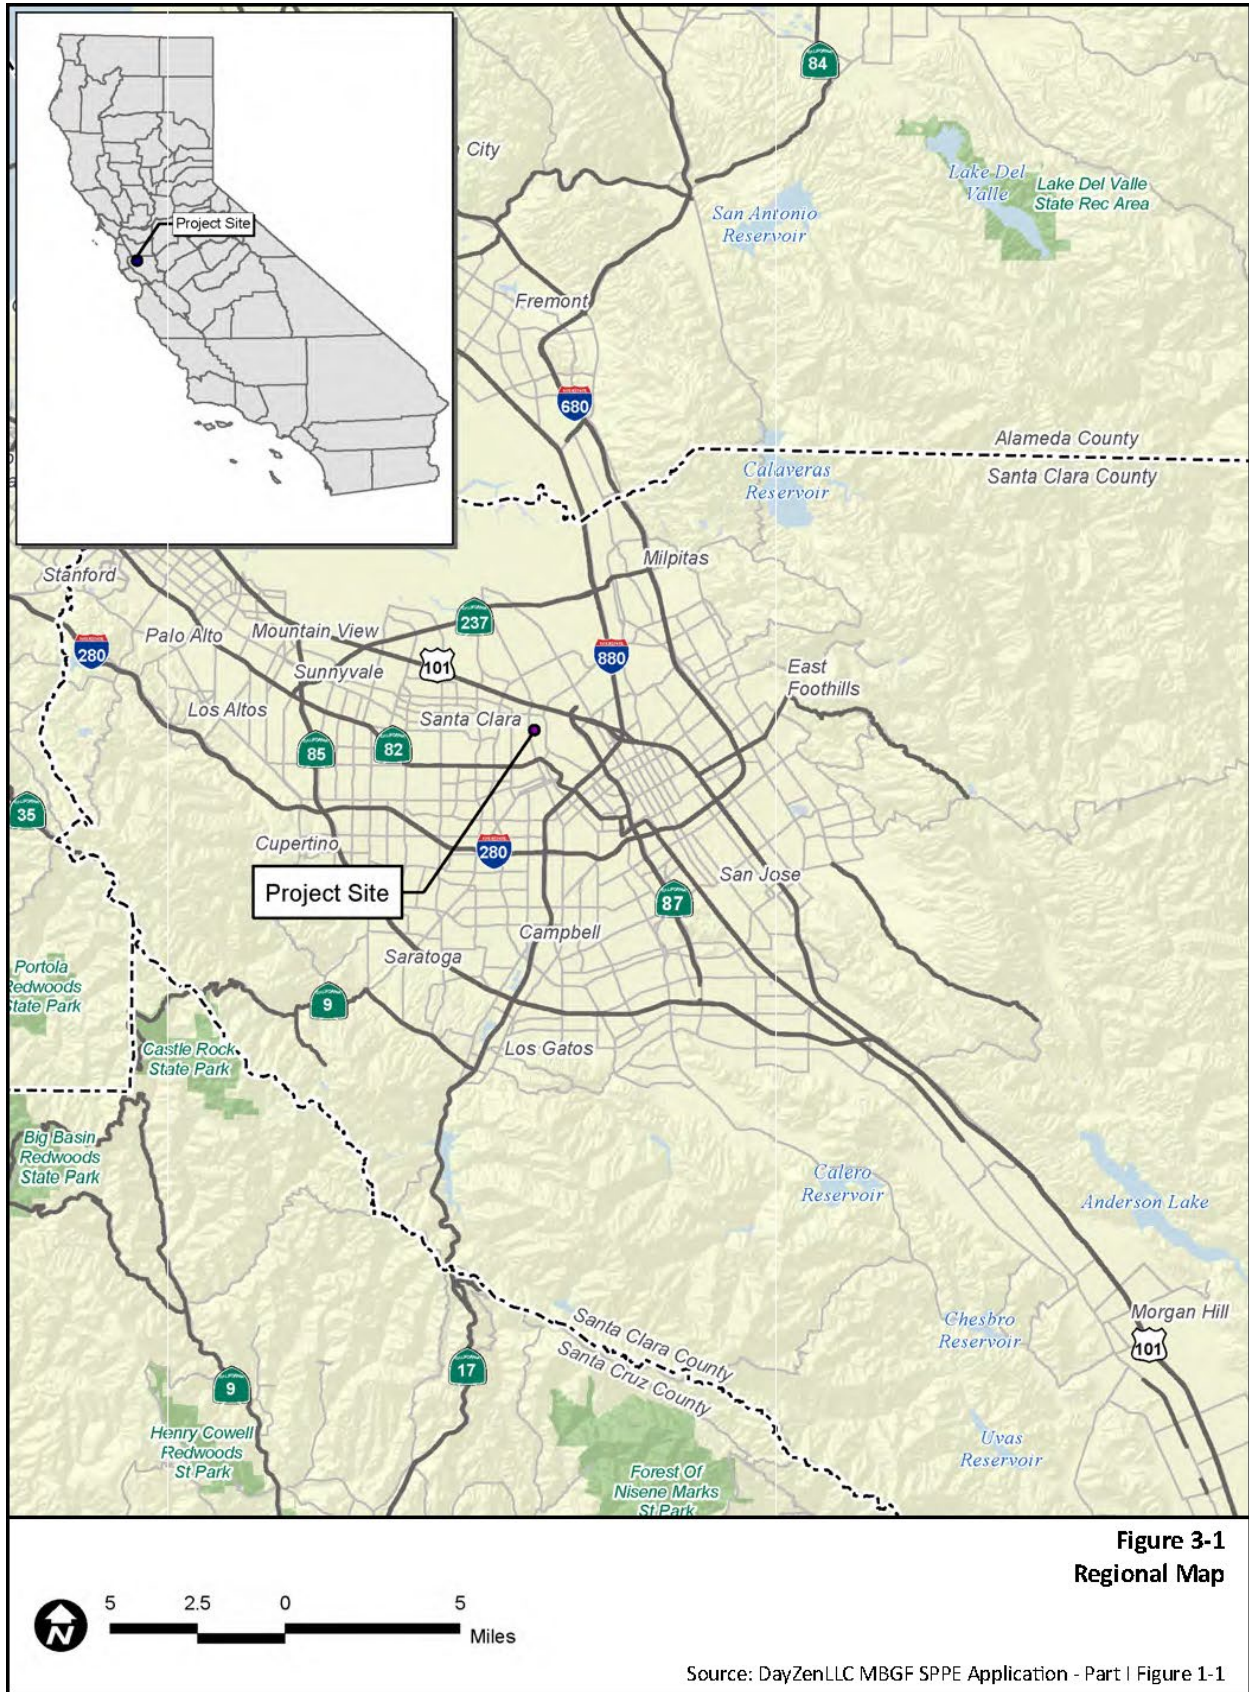 Project Site
City
84
Lake Del
Valle
Lake Del Valle
State Rec Area
San Antonio
Reservoir
Fremont
680
Alameda County
Santa Clara County
Calaveras
Reservoir
Milpitas
Stanford
237
Palo Alto
Mountain View
280
101
880
Sunnyvale
East
Foothills
Los Altos
Santa Clara
85
82
35
Cupertino
280
Project Site
San Jose
87
Campbell
Saratoga
Portola
Redwoods
State Park
9
Castle Rock
State Park
Los Gatos
Big Basin
Redwoods
State Park
Calero
Reservoir
Anderson Lake
Santa Clara County
Santa Cruz County
Chesbro
Reservoir
Morgan Hill
101
17
9
Henry Cowell
Redwoods
St Park
Uvas
Reservoir
Forest Of
Nisene Marks
St Park
Figure 3-1
Regional Map
N
5 2.5 0 5
Miles
Source: DayZenLLC MBGF SPPE Application - Part I Figure 1-1